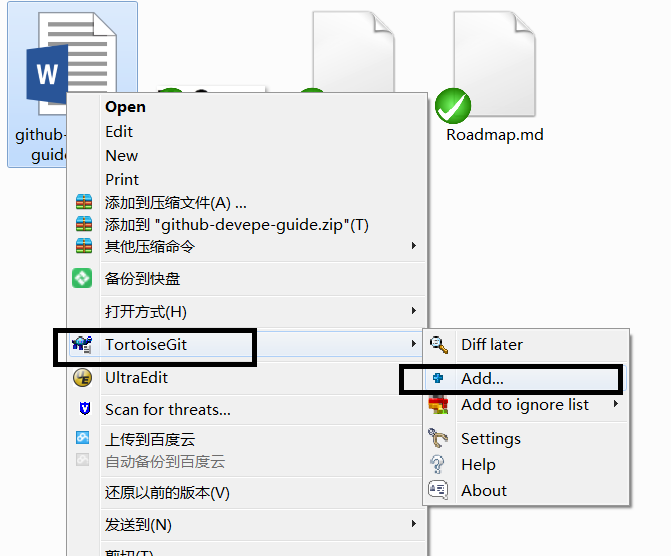 W
github-
guide
Roadmap.md
Open
Edit
New
Print
添加到压缩文件(A) ...
添加到 "github-devepe-guide.zip"(T)
其他压缩命令
备份到快盘
打开方式(H)
TortoiseGit
UltraEdit
Scan for threats...
上传到百度云
自动备份到百度云
还原以前的版本(V)
发送到(N)
剪切(T)
Diff later
Add...
Add to ignore list
Settings
Help
About